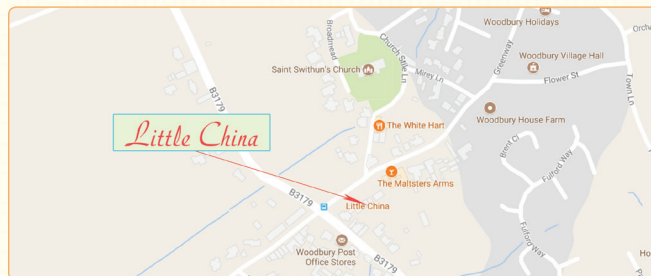 Woodbury Holidays
Orche
Broadmead
Church Stile Ln
Greenway
Woodbury Village Hall
Saint Swithun's Church
Mirey Ln
Flower St
Town Ln
B3179
Woodbury House Farm
The White Hart
Little China
Brent Cl
Fulford Way
The Maltsters Arms
B3179
Little China
Fulford Way
Woodbury Post
Office Stores
Ho